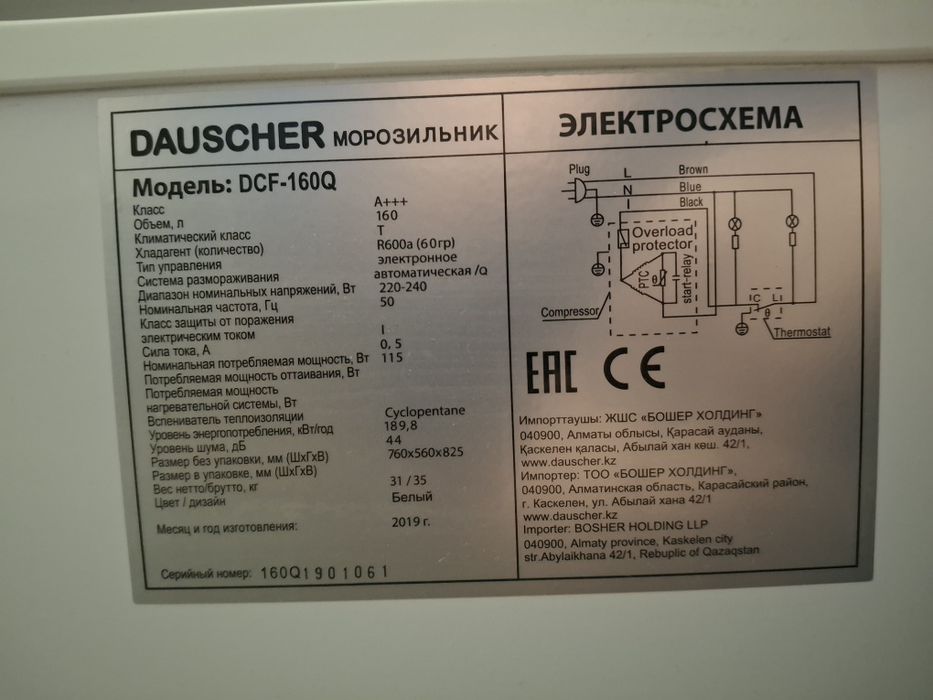 DAUSCHER МОРОЗИЛЬНИК
Модель: DCF-160Q
Класс A+++
Объем, л 160
Климатический класс T
Хладагент (количество) R600a (60гр)
Тип управления электронное
Система размораживания автоматическая /Q
Диапазон номинальных напряжений, Вт 220-240
Номинальная частота, Гц 50
Класс защиты от поражения
электрическим током I
Сила тока, А 0, 5
Номинальная потребляемая мощность, Вт 115
Потребляемая мощность оттаивания, Вт
Потребляемая мощность
нагревательной системы, Вт
Вспениватель теплоизоляции Cyclopentane
Уровень энергопотребления, кВт/год 189,8
Уровень шума, дБ 44
Размер без упаковки, мм (ШхГхВ) 760x560x825
Размер в упаковке, мм (ШхГхВ)
Вес нетто/брутто, кг 31 / 35
Цвет / дизайн Белый
Месяц и год изготовления: 2019 г.
Серийный номер: 160Q1901061
ЭЛЕКТРОСХЕМА
Plug L Brown
N Blue
Black
Overload
protector
PTC θ start-relay
Compressor
C L
θ
Thermostat
EAC CE
Импорттаушы: ЖШС «БОШЕР ХОЛДИНГ»
040900, Алматы облысы, Қарасай ауданы,
Қаскелен қаласы, Абылай хан көш. 42/1,
www.dauscher.kz
Импортер: ТОО «БОШЕР ХОЛДИНГ»,
040900, Алматинская область, Карасайский район,
г. Каскелен, ул. Абылай хана 42/1
www.dauscher.kz
Importer: BOSHER HOLDING LLP
040900, Almaty province, Kaskelen city
str.Abylaikhana 42/1, Rebuplic of Qazaqstan